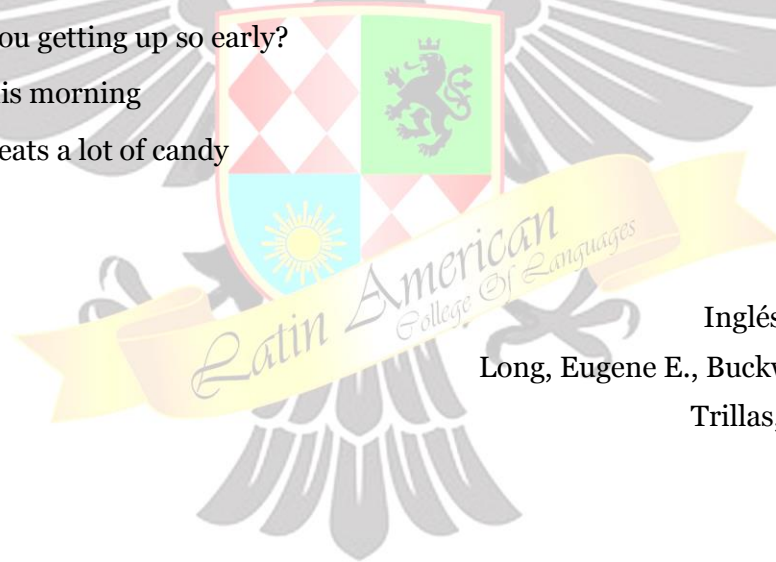 ou getting up so early?
is morning
eats a lot of candy
Latin American
College Of Languages
Inglés
Long, Eugene E., Buckw
Trillas,